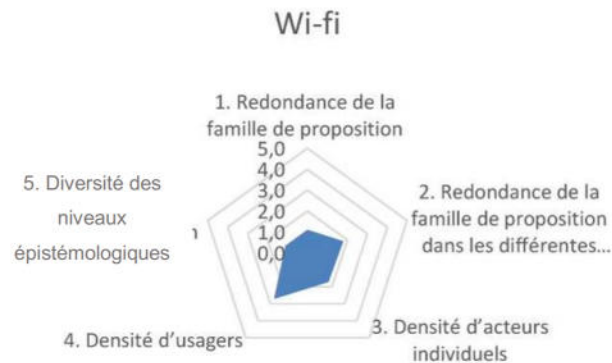 Wi-fi
1. Redondance de la
famille de proposition
5,0
4,0
3,0
2,0
1,0
0,0
2. Redondance de la
famille de proposition
dans les différentes...
3. Densité d'acteurs
individuels
4. Densité d'usagers
5. Diversité des
niveaux
épistémologiques